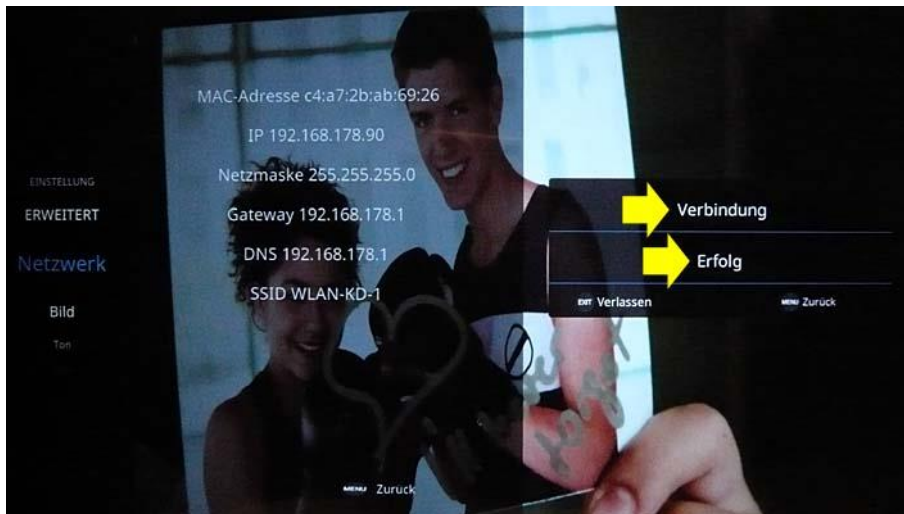 EINSTELLUNG
ERWEITERT
Netzwerk
Bild
Ton
MAC-Adresse c4:a7:2b:ab:69:26
IP 192.168.178.90
Netzmaske 255.255.255.0
Gateway 192.168.178.1
DNS 192.168.178.1
SSID WLAN-KD-1
MENU Zurück
Verbindung
Erfolg
EXIT Verlassen
MENU Zurück